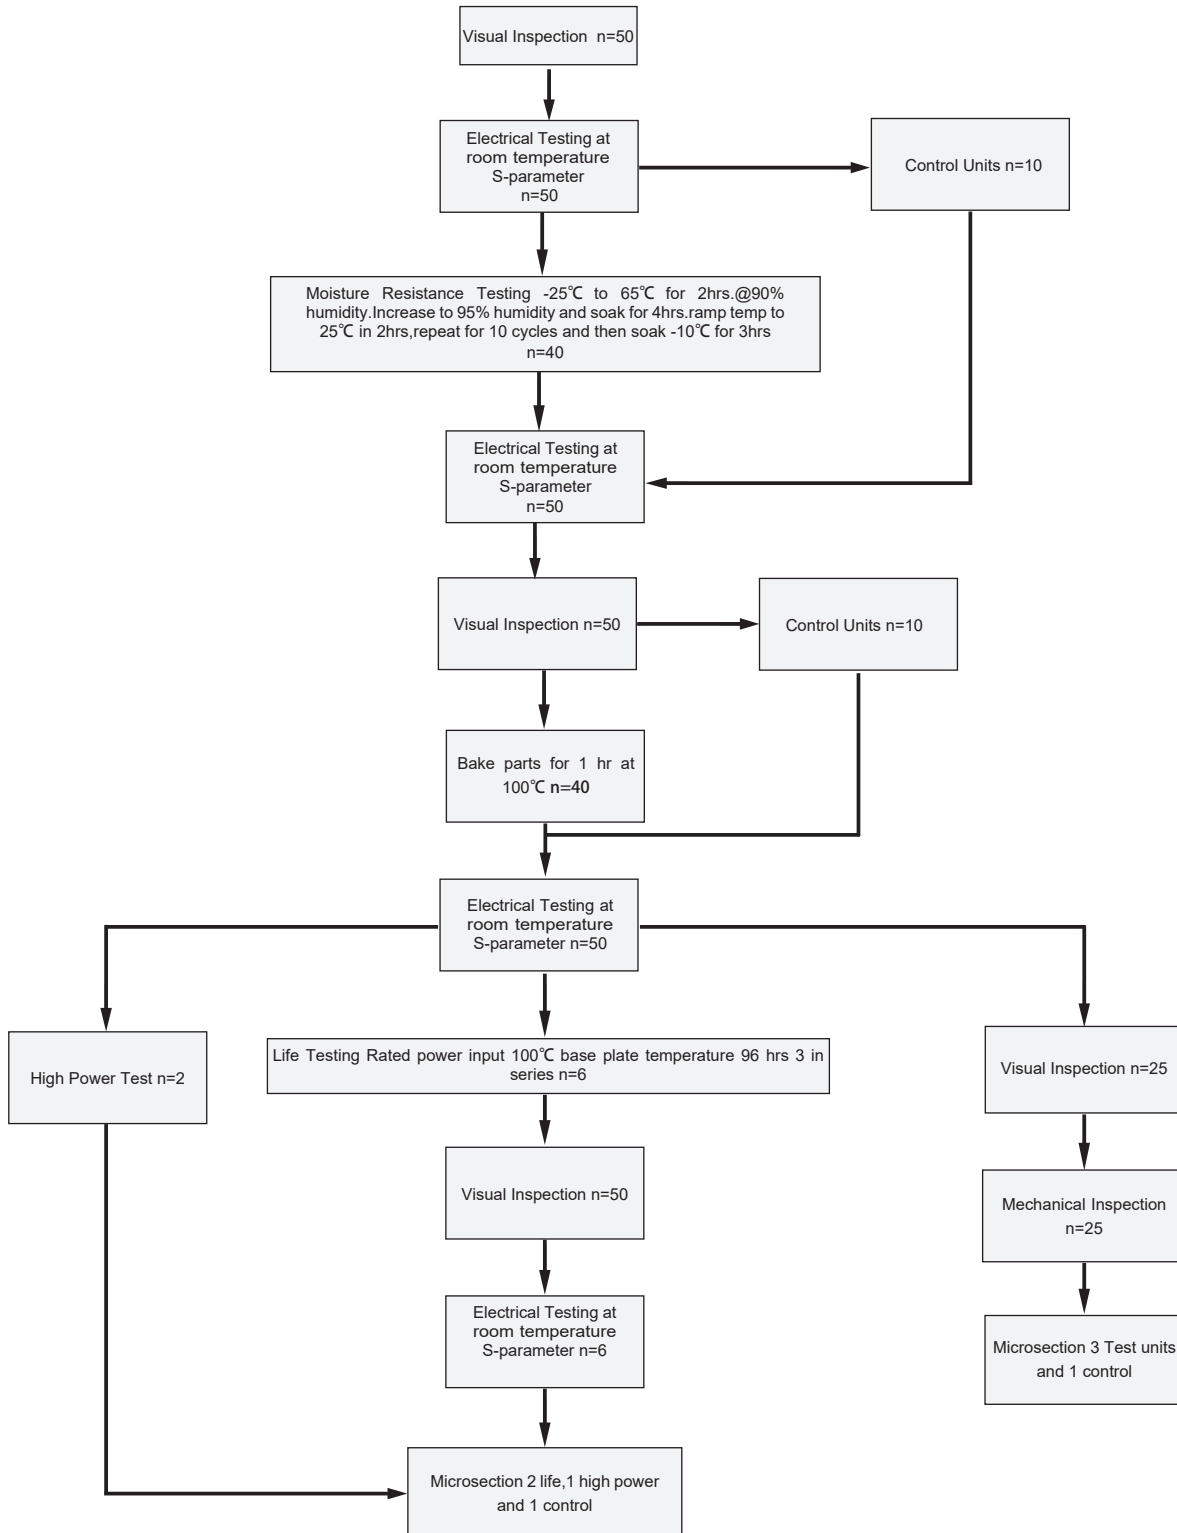 Visual Inspection n=50
Electrical Testing at
room temperature
S-parameter
n=50
Control Units n=10
Moisture Resistance Testing -25℃ to 65℃ for 2hrs.@90%
humidity.Increase to 95% humidity and soak for 4hrs.ramp temp to
25℃ in 2hrs,repeat for 10 cycles and then soak -10℃ for 3hrs
n=40
Electrical Testing at
room temperature
S-parameter
n=50
Visual Inspection n=50
Control Units n=10
Bake parts for 1 hr at
100℃ n=40
Electrical Testing at
room temperature
S-parameter n=50
High Power Test n=2
Life Testing Rated power input 100℃ base plate temperature 96 hrs 3 in
series n=6
Visual Inspection n=25
Visual Inspection n=50
Mechanical Inspection
n=25
Electrical Testing at
room temperature
S-parameter n=6
Microsection 3 Test units
and 1 control
Microsection 2 life,1 high power
and 1 control